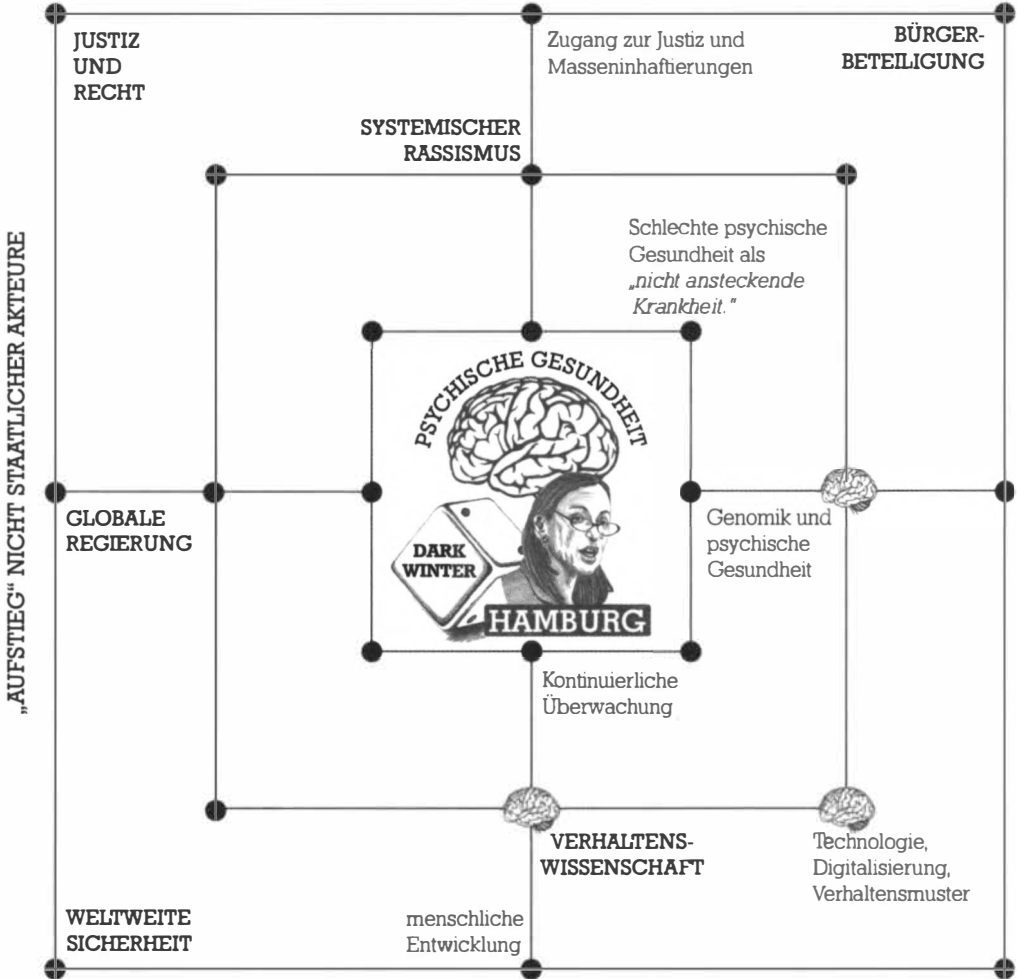 JUSTIZ
UND
RECHT
Zugang zur Justiz und
Masseninhaftierungen
BÜRGER-
BETEILIGUNG
SYSTEMISCHER
RASSISMUS
„AUFSTIEG“ NICHT STAATLICHER AKTEURE
Schlechte psychische
Gesundheit als
„nicht ansteckende
Krankheit.“
PSYCHISCHE GESUNDHEIT
DARK
WINTER
HAMBURG
GLOBALE
REGIERUNG
Genomik und
psychische
Gesundheit
Kontinuierliche
Überwachung
VERHALTENS-
WISSENSCHAFT
Technologie,
Digitalisierung,
Verhaltensmuster
WELTWEITE
SICHERHEIT
menschliche
Entwicklung